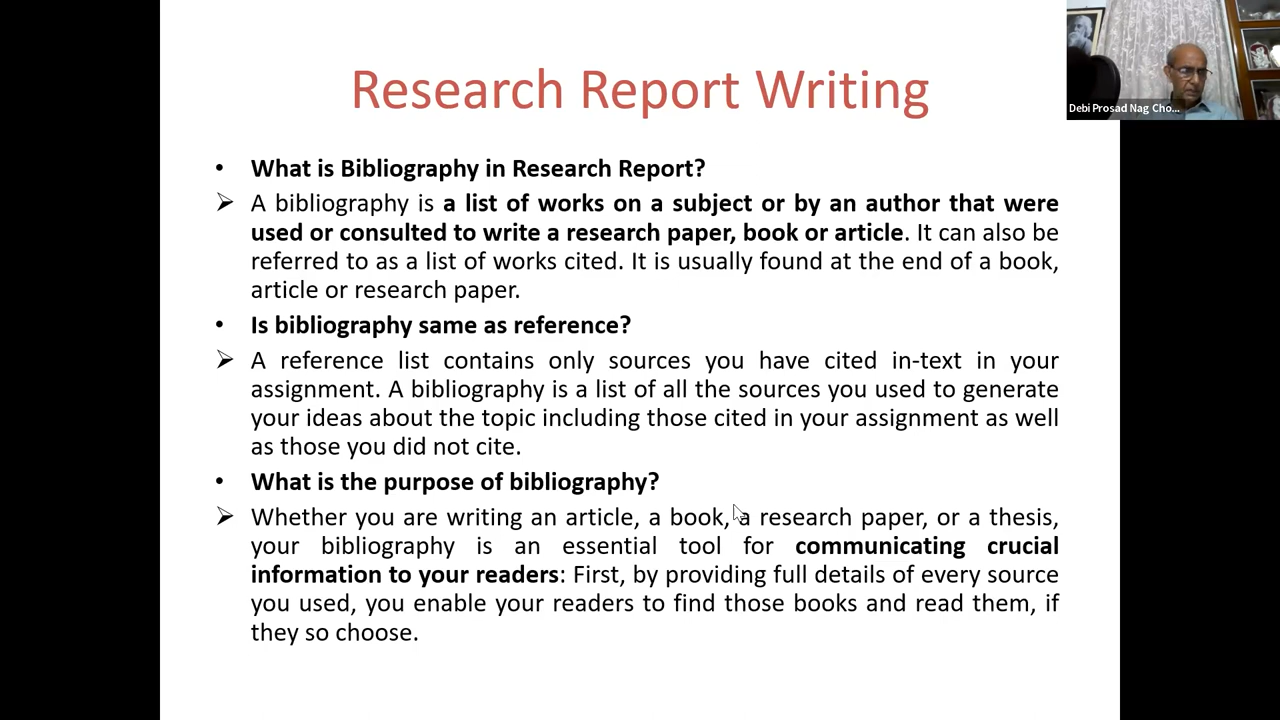 Research Report Writing
Debi Prosad Nag Cho...
• What is Bibliography in Research Report?
➢ A bibliography is a list of works on a subject or by an author that were
used or consulted to write a research paper, book or article. It can also be
referred to as a list of works cited. It is usually found at the end of a book,
article or research paper.
• Is bibliography same as reference?
➢ A reference list contains only sources you have cited in-text in your
assignment. A bibliography is a list of all the sources you used to generate
your ideas about the topic including those cited in your assignment as well
as those you did not cite.
• What is the purpose of bibliography?
➢ Whether you are writing an article, a book, a research paper, or a thesis,
your bibliography is an essential tool for communicating crucial
information to your readers: First, by providing full details of every source
you used, you enable your readers to find those books and read them, if
they so choose.